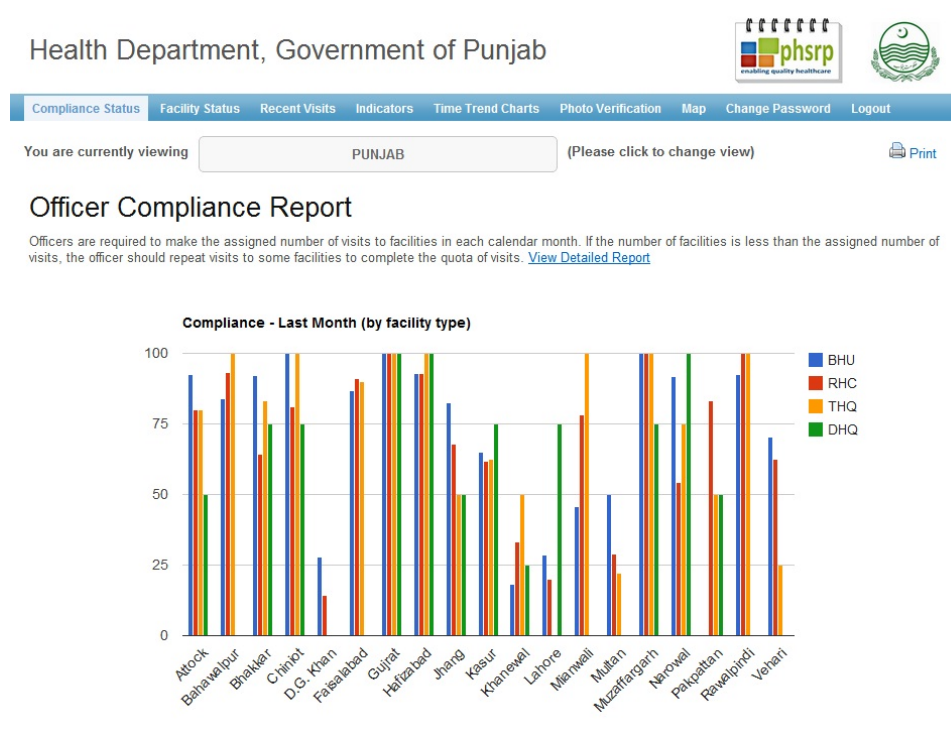 Health Department, Government of Punjab
phsrp
enabling quality healthcare
Compliance Status Facility Status Recent Visits Indicators Time Trend Charts Photo Verification Map Change Password Logout
You are currently viewing PUNJAB (Please click to change view) Print
Officer Compliance Report
Officers are required to make the assigned number of visits to facilities in each calendar month. If the number of facilities is less than the assigned number of
visits, the officer should repeat visits to some facilities to complete the quota of visits. View Detailed Report
Compliance - Last Month (by facility type)
100
75
50
25
0
BHU
RHC
THQ
DHQ
Attock
Bahawalpur
Bhakkar
Chiniot
D.G. Khan
Faisalabad
Gujrat
Hafizabad
Jhang
Kasur
Khanewal
Lahore
Mianwali
Multan
Muzaffargarh
Narowal
Pakpattan
Rawalpindi
Vehari